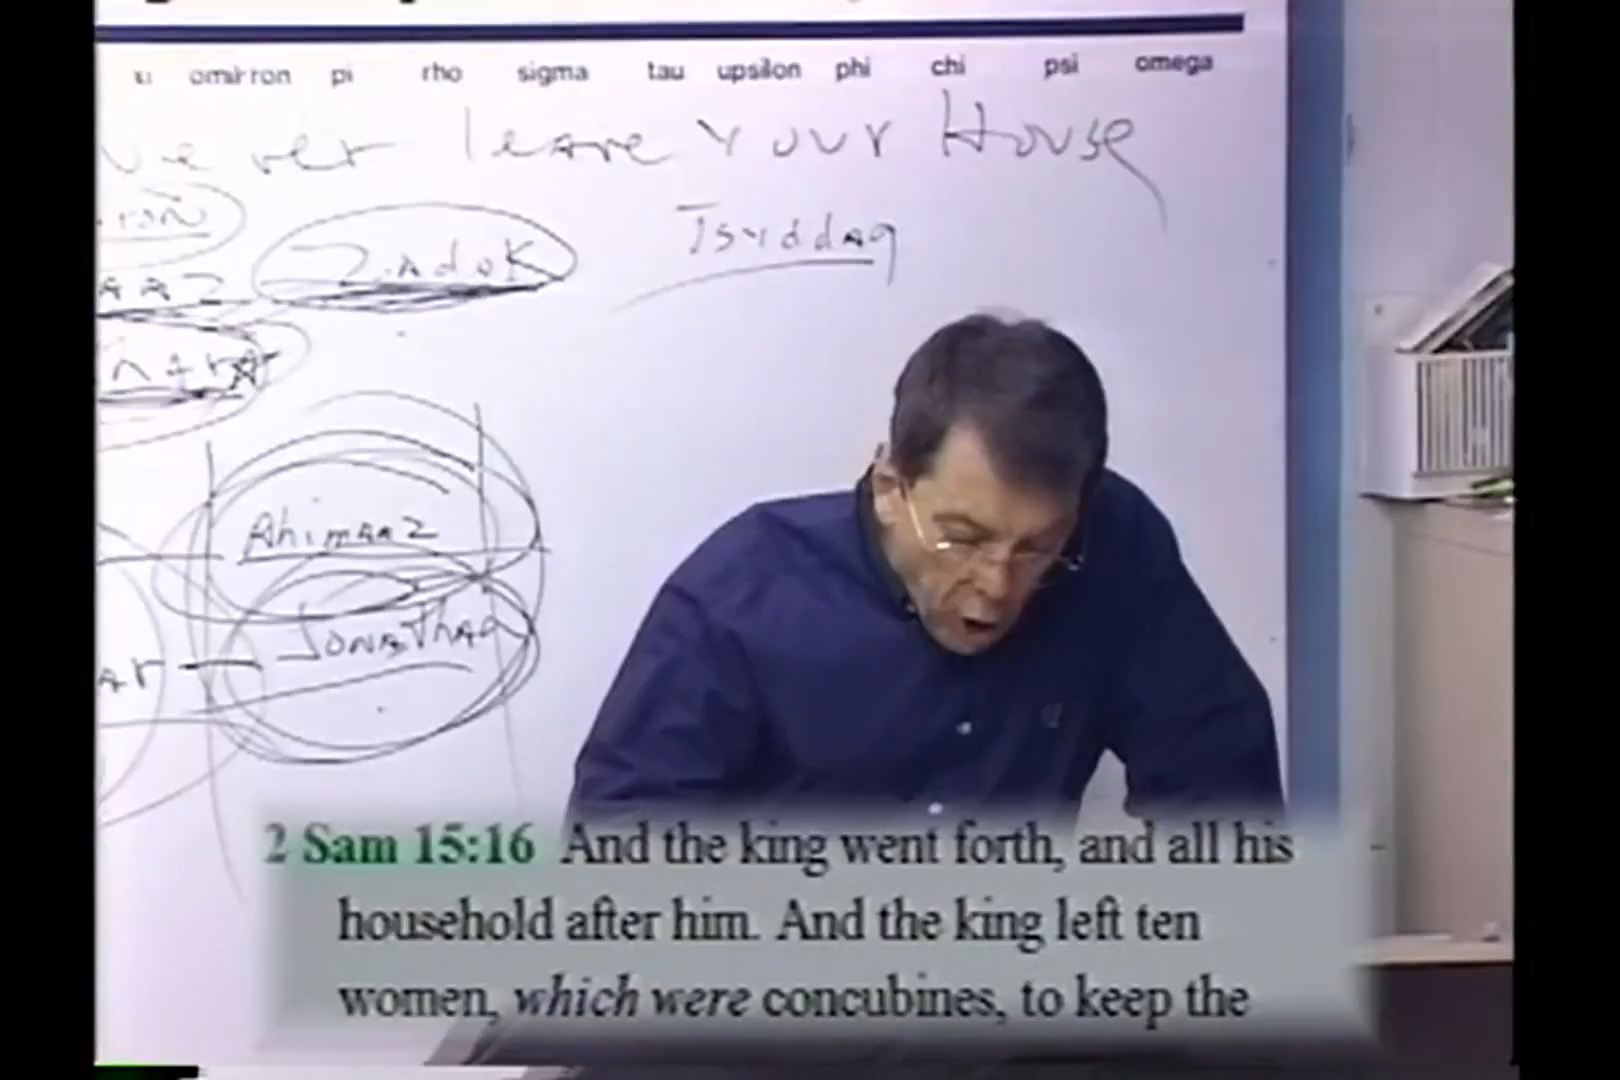 omicron pi rho sigma tau upsilon phi chi psi omega
never leave your House
Zadok Tsyddaq
Ahimaaz
Jonathan
2 Sam 15:16 And the king went forth, and all his
household after him. And the king left ten
women, which were concubines, to keep the